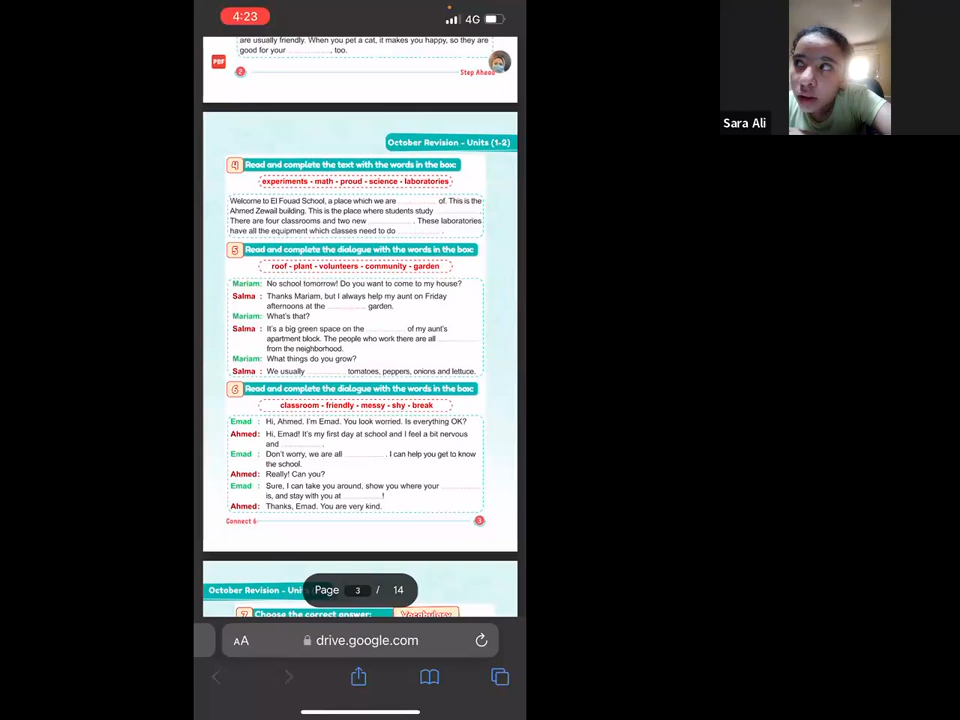 4:23
4G
are usually friendly. When you pet a cat, it makes you happy, so they are
good for your ................ , too.
PDF
2
Step Ahead
October Revision - Units (1-2)
4 Read and complete the text with the words in the box:
experiments - math - proud - science - laboratories
Welcome to El Fouad School, a place which we are ................ of. This is the
Ahmed Zewail building. This is the place where students study ................ .
There are four classrooms and two new ................ . These laboratories
have all the equipment which classes need to do ................ .
5 Read and complete the dialogue with the words in the box:
roof - plant - volunteers - community - garden
Mariam: No school tomorrow! Do you want to come to my house?
Salma : Thanks Mariam, but I always help my aunt on Friday
afternoons at the ................ garden.
Mariam: What's that?
Salma : It's a big green space on the ................ of my aunt's
apartment block. The people who work there are all ................
from the neighborhood.
Mariam: What things do you grow?
Salma : We usually ................ tomatoes, peppers, onions and lettuce.
6 Read and complete the dialogue with the words in the box:
classroom - friendly - messy - shy - break
Emad : Hi, Ahmed. I'm Emad. You look worried. Is everything OK?
Ahmed: Hi, Emad! It's my first day at school and I feel a bit nervous
and ................ .
Emad : Don't worry, we are all ................ . I can help you get to know
the school.
Ahmed: Really! Can you?
Emad : Sure, I can take you around, show you where your ................
is, and stay with you at ................ !
Ahmed: Thanks, Emad. You are very kind.
Connect 6
3
October Revision - Units
Page 3 / 14
7 Choose the correct answer: Vocabulary
AA
drive.google.com
Sara Ali